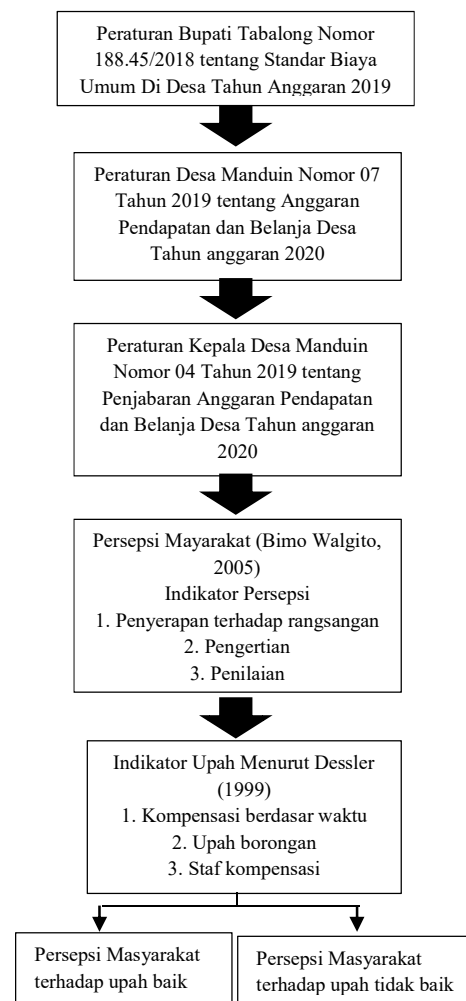 Peraturan Bupati Tabalong Nomor
188.45/2018 tentang Standar Biaya
Umum Di Desa Tahun Anggaran 2019
Peraturan Desa Manduin Nomor 07
Tahun 2019 tentang Anggaran
Pendapatan dan Belanja Desa
Tahun anggaran 2020
Peraturan Kepala Desa Manduin
Nomor 04 Tahun 2019 tentang
Penjabaran Anggaran Pendapatan
dan Belanja Desa Tahun anggaran
2020
Persepsi Mayarakat (Bimo Walgito,
2005)
Indikator Persepsi
1. Penyerapan terhadap rangsangan
2. Pengertian
3. Penilaian
Indikator Upah Menurut Dessler
(1999)
1. Kompensasi berdasar waktu
2. Upah borongan
3. Staf kompensasi
Persepsi Masyarakat
terhadap upah baik
Persepsi Masyarakat
terhadap upah tidak baik